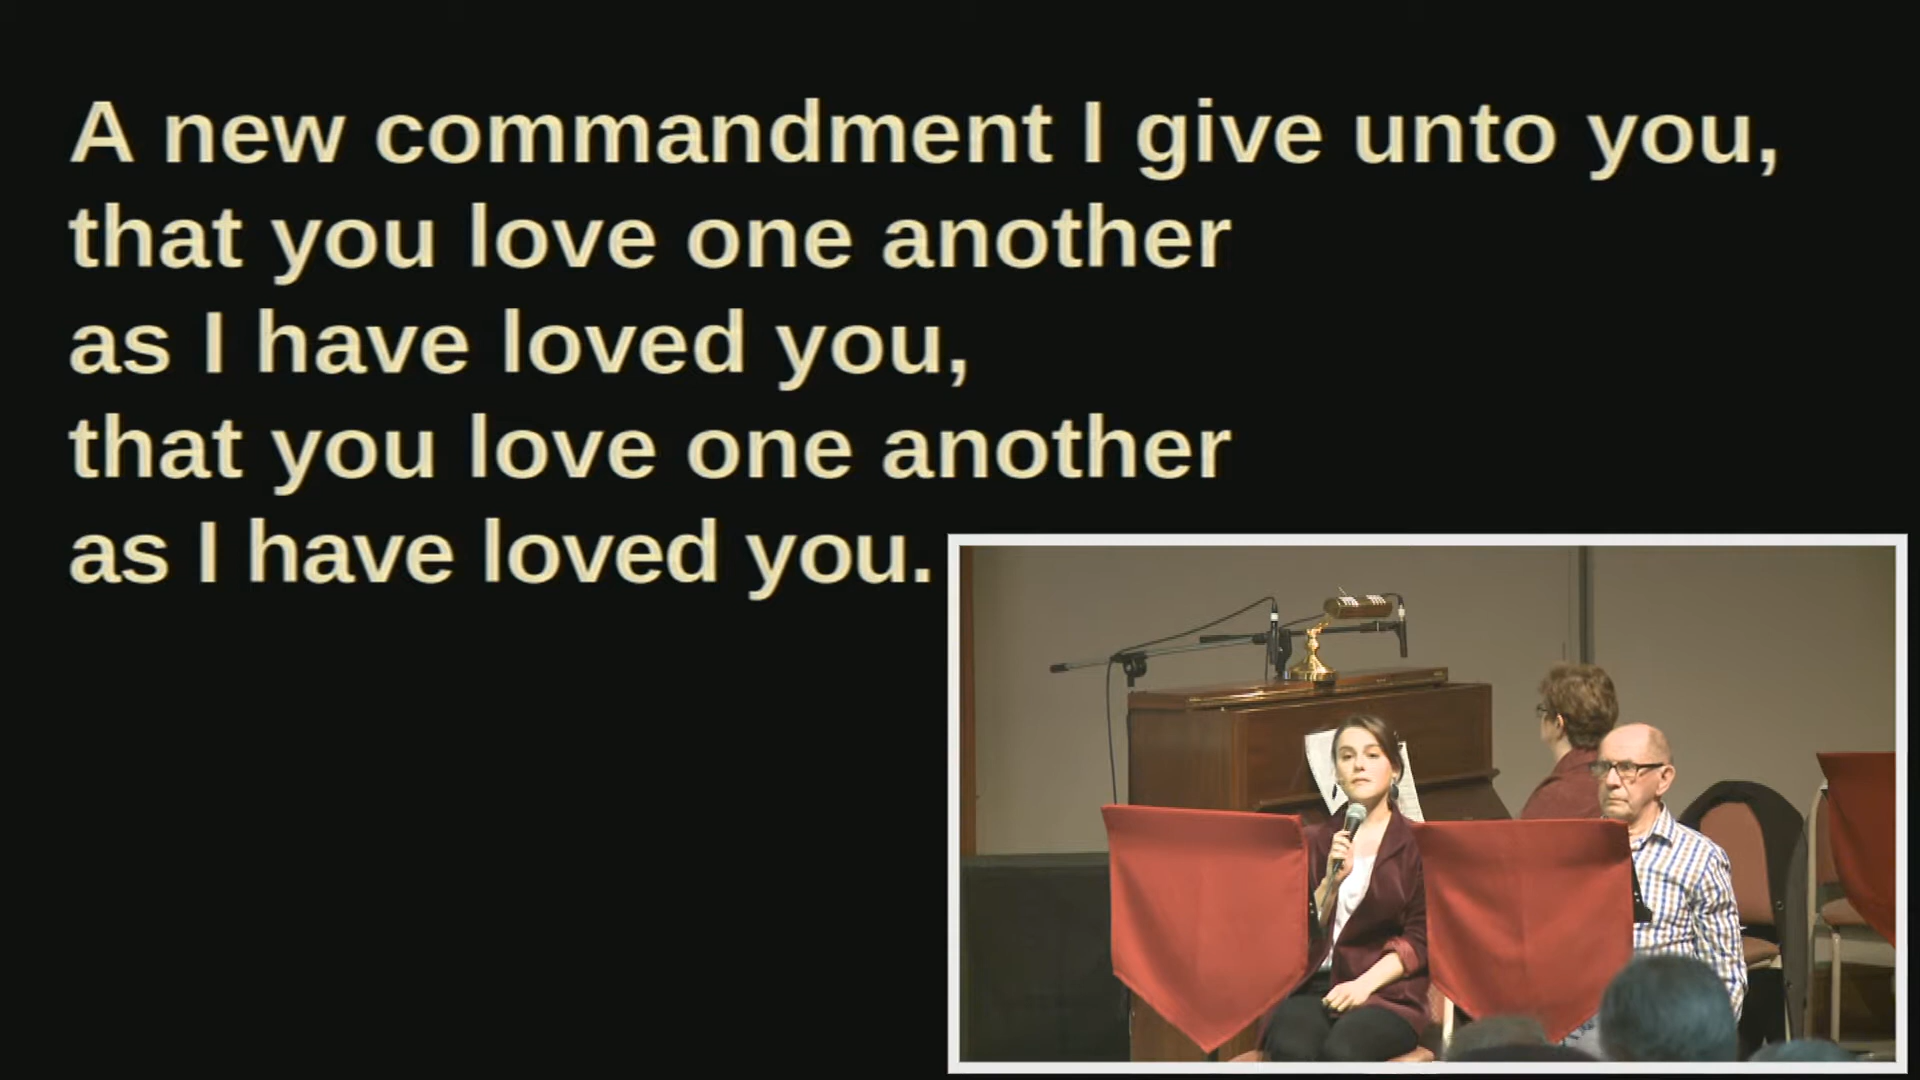 A new commandment I give unto you,
that you love one another
as I have loved you,
that you love one another
as I have loved you.